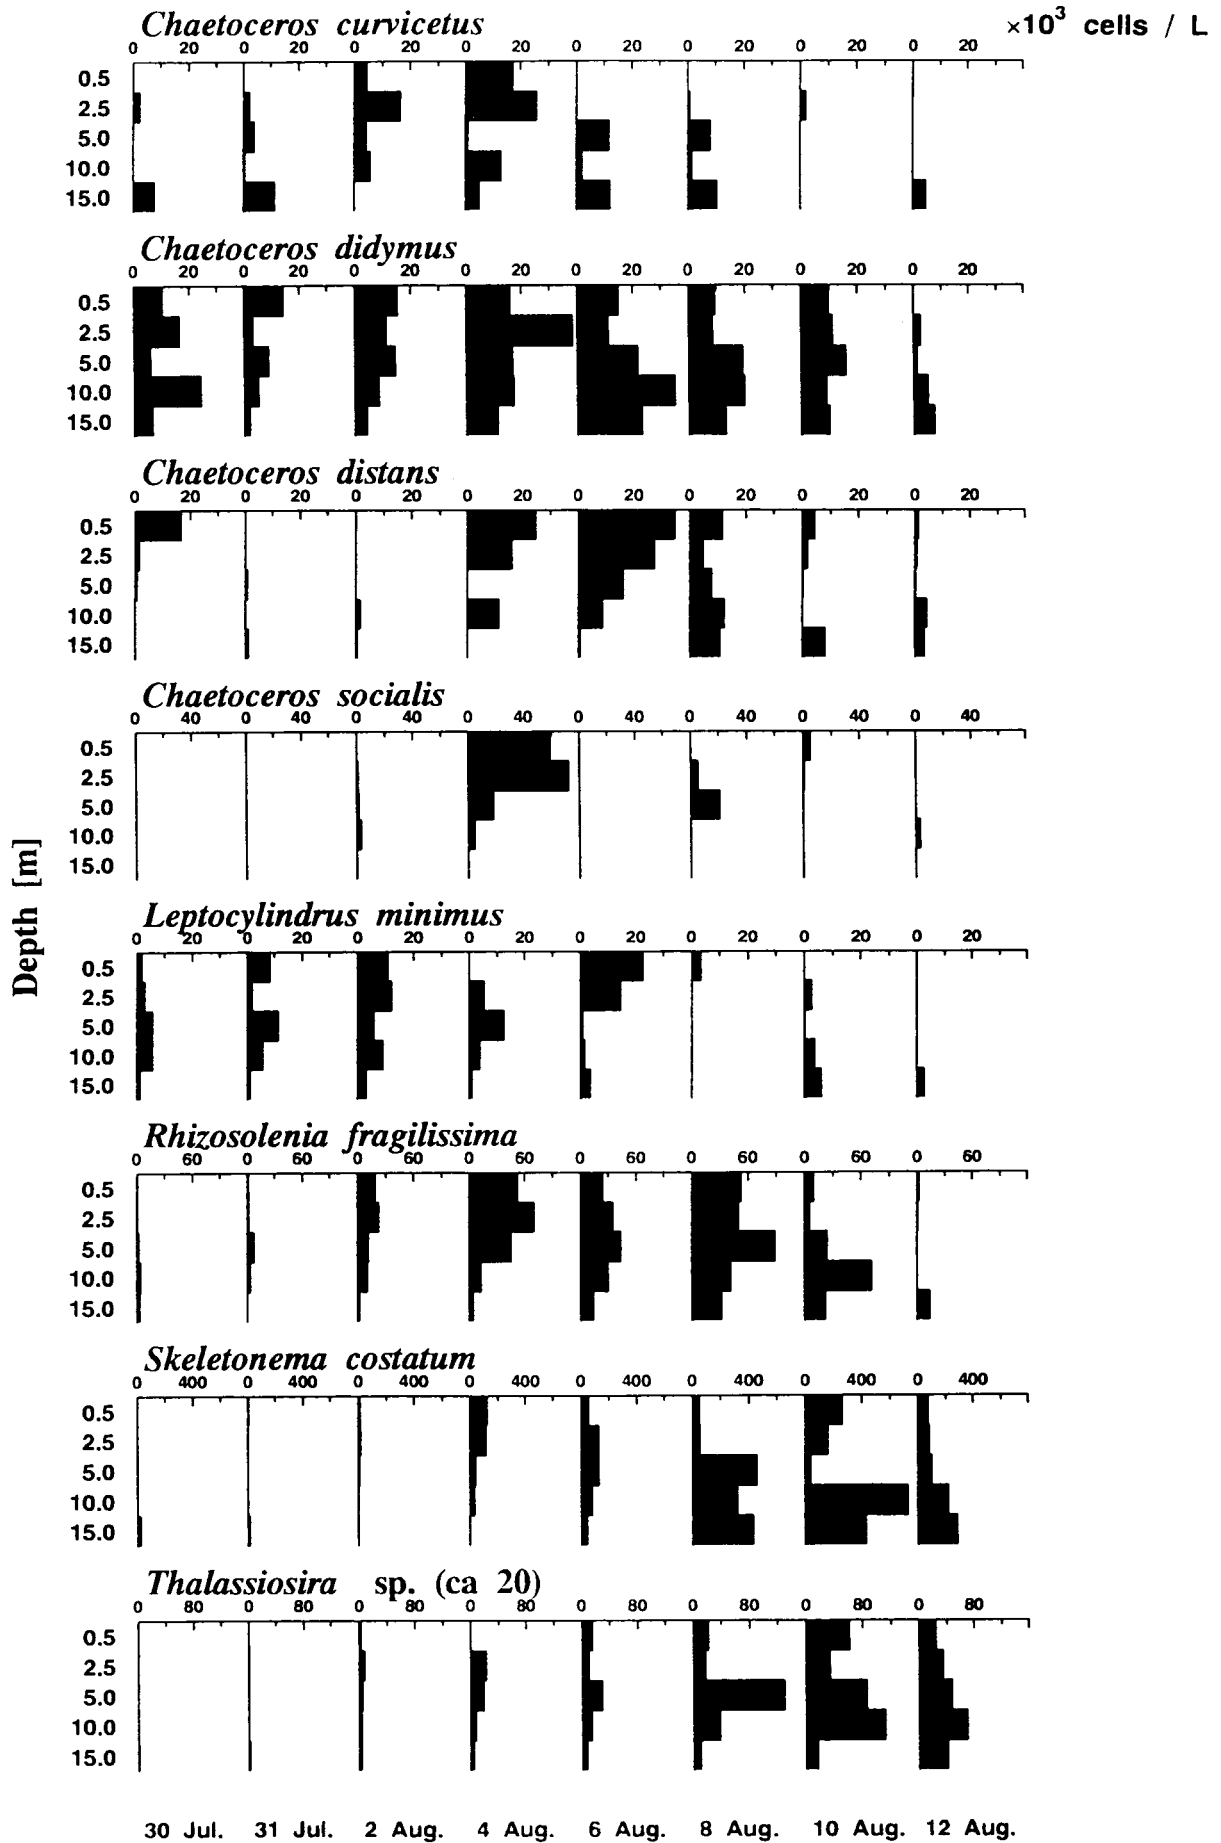 Chaetoceros curvicetus ×10³ cells / L
0 20 0 20 0 20 0 20 0 20 0 20 0 20 0 20
0.5
2.5
5.0
10.0
15.0
Chaetoceros didymus
0 20 0 20 0 20 0 20 0 20 0 20 0 20 0 20
0.5
2.5
5.0
10.0
15.0
Chaetoceros distans
0 20 0 20 0 20 0 20 0 20 0 20 0 20 0 20
0.5
2.5
5.0
10.0
15.0
Chaetoceros socialis
0 40 0 40 0 40 0 40 0 40 0 40 0 40 0 40
0.5
2.5
5.0
10.0
15.0
Depth [m]
Leptocylindrus minimus
0 20 0 20 0 20 0 20 0 20 0 20 0 20 0 20
0.5
2.5
5.0
10.0
15.0
Rhizosolenia fragilissima
0 60 0 60 0 60 0 60 0 60 0 60 0 60 0 60
0.5
2.5
5.0
10.0
15.0
Skeletonema costatum
0 400 0 400 0 400 0 400 0 400 0 400 0 400 0 400
0.5
2.5
5.0
10.0
15.0
Thalassiosira sp. (ca 20)
0 80 0 80 0 80 0 80 0 80 0 80 0 80 0 80
0.5
2.5
5.0
10.0
15.0
30 Jul. 31 Jul. 2 Aug. 4 Aug. 6 Aug. 8 Aug. 10 Aug. 12 Aug.